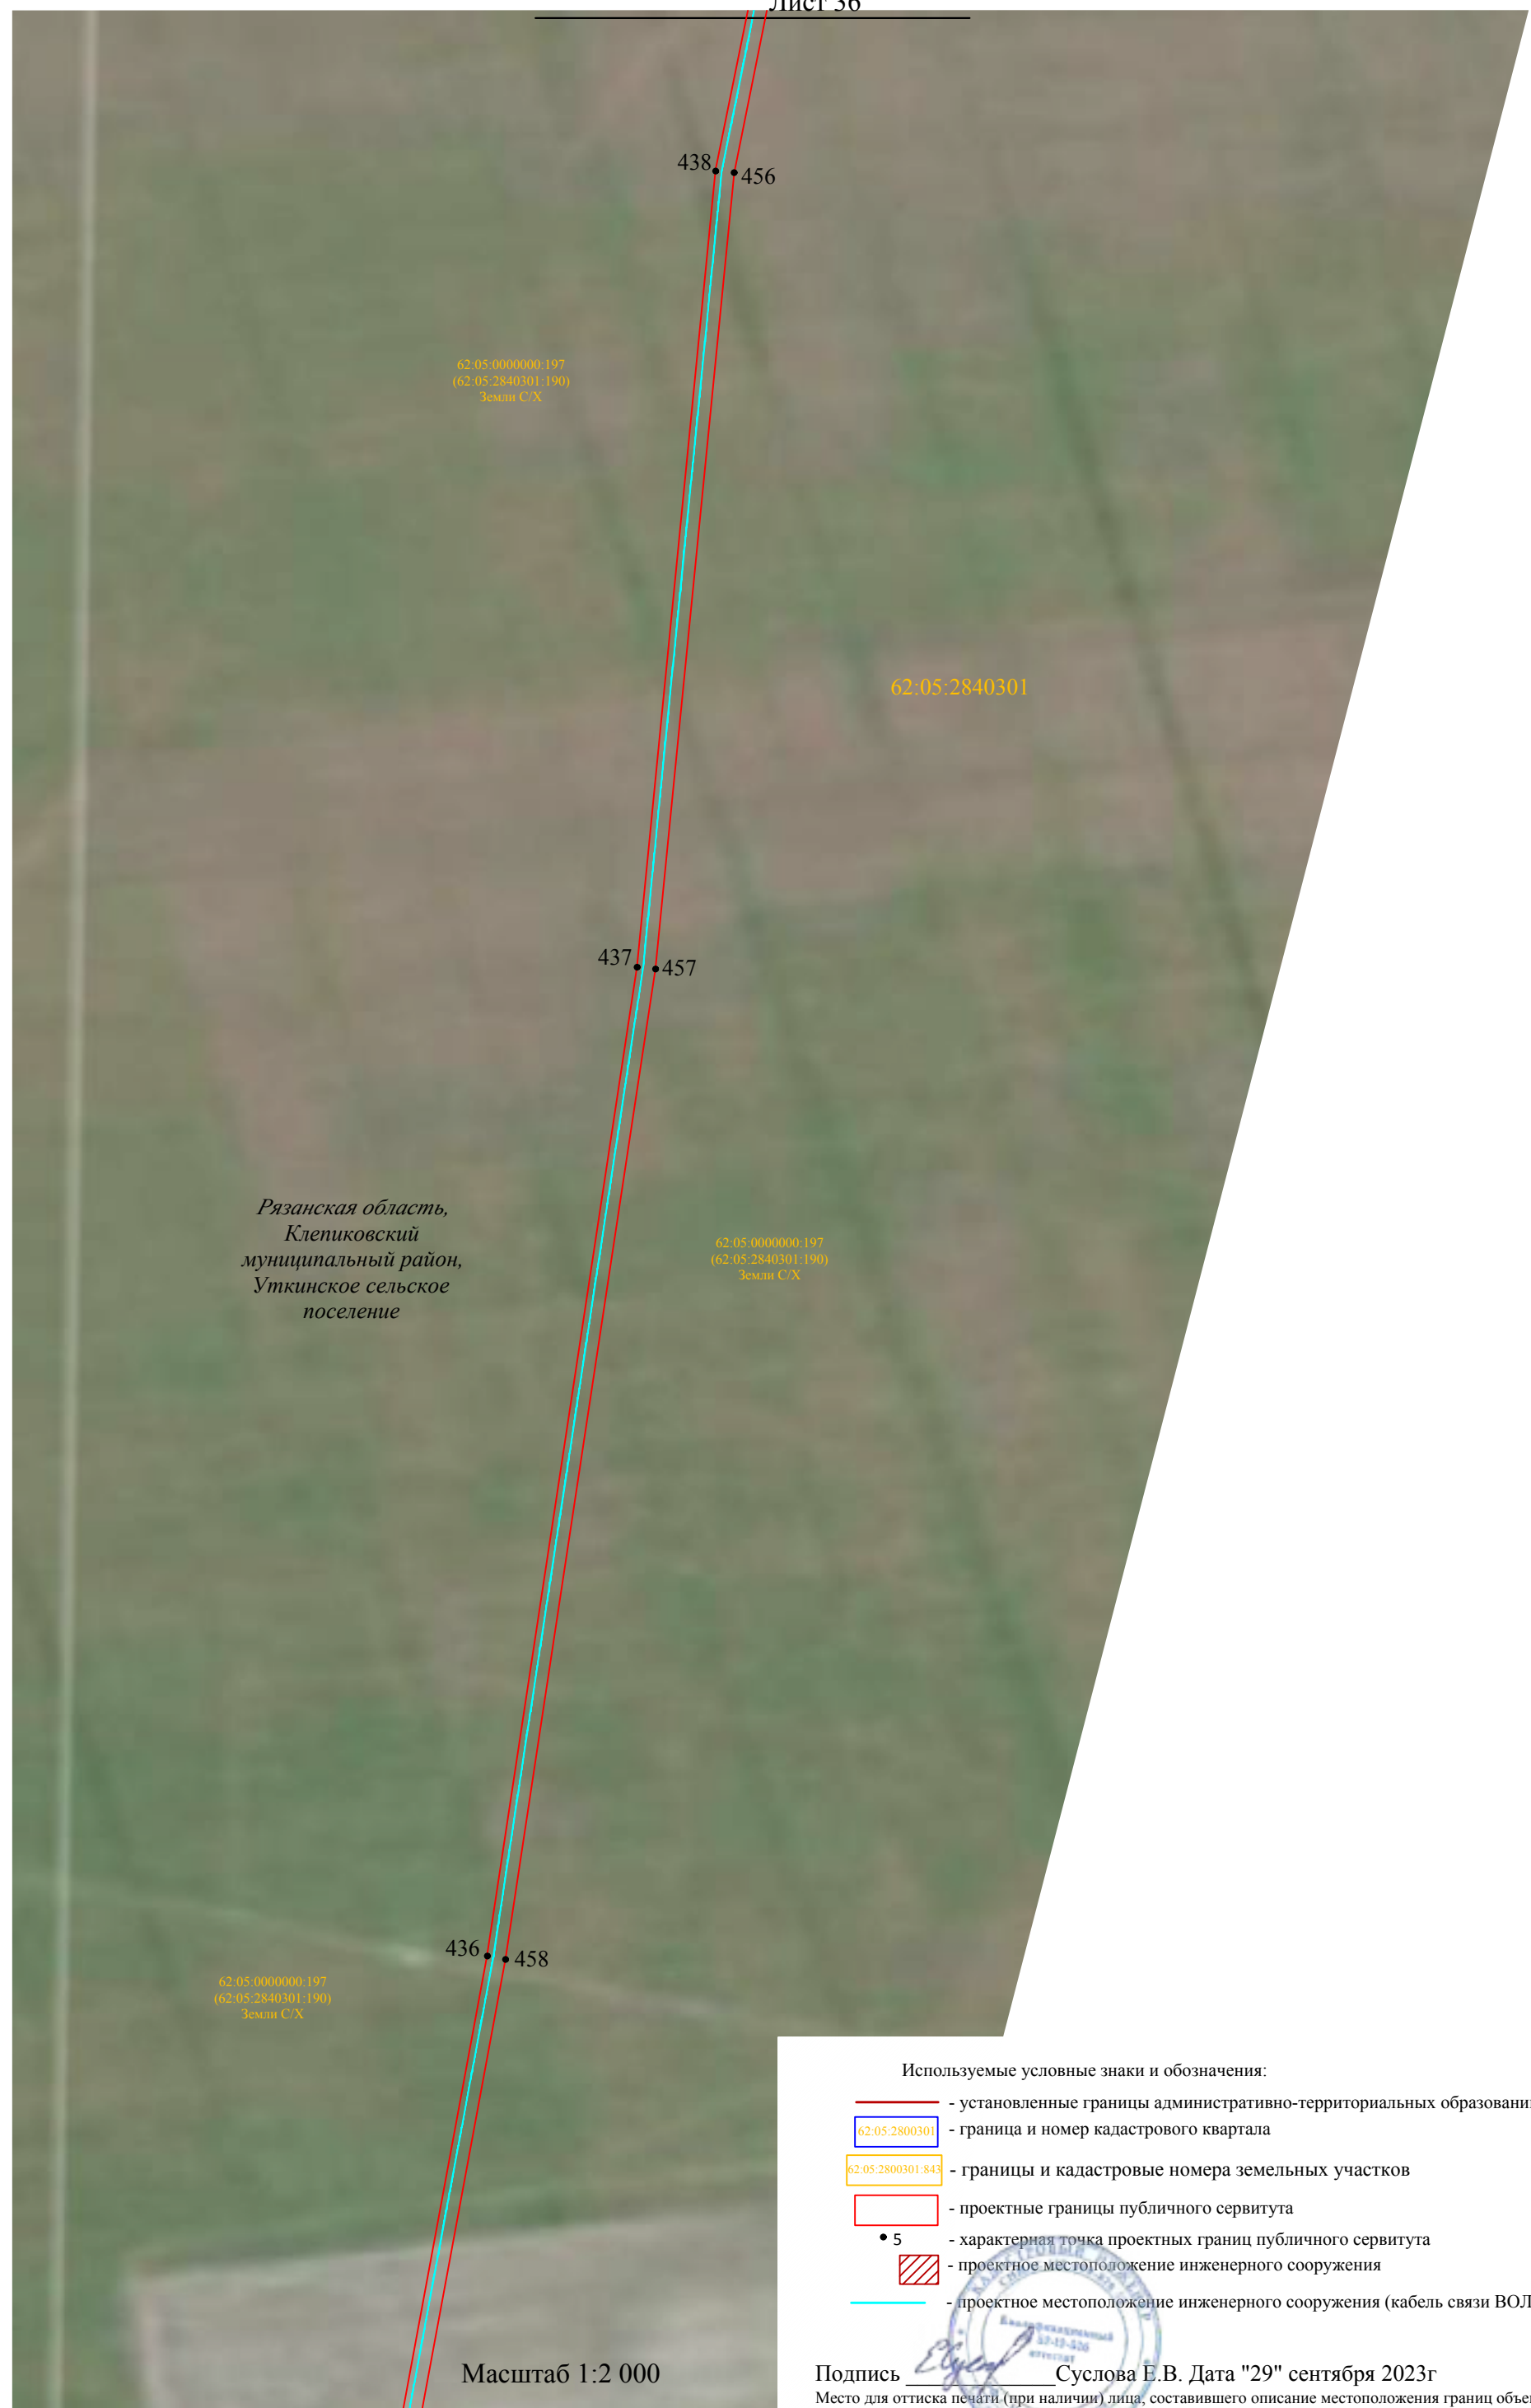 Лист 36
438
456
62:05:0000000:197
(62:05:2840301:190)
Земли С/Х
62:05:2840301
437
457
Рязанская область,
Клепиковский
муниципальный район,
Уткинское сельское
поселение
62:05:0000000:197
(62:05:2840301:190)
Земли С/Х
436
458
62:05:0000000:197
(62:05:2840301:190)
Земли С/Х
Используемые условные знаки и обозначения:
- установленные границы административно-территориальных образовани
62:05:2800301 - граница и номер кадастрового квартала
62:05:2800301:843 - границы и кадастровые номера земельных участков
- проектные границы публичного сервитута
5 - характерная точка проектных границ публичного сервитута
- проектное местоположение инженерного сооружения
- проектное местоположение инженерного сооружения (кабель связи ВОЛ
Масштаб 1:2 000
Подпись Суслова Е.В. Дата "29" сентября 2023г
Место для оттиска печати (при наличии) лица, составившего описание местоположения границ объе